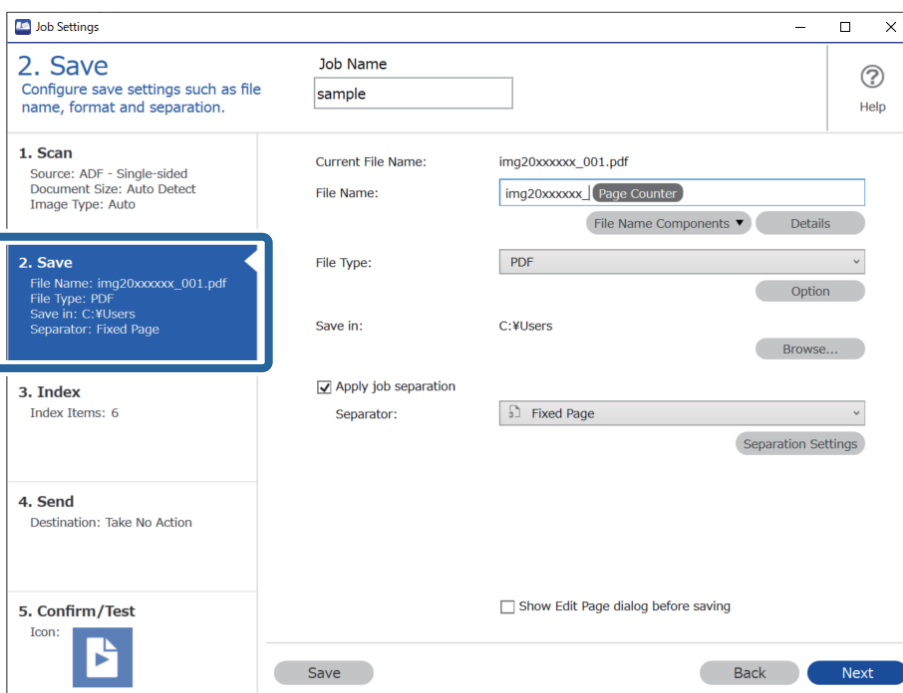 Job Settings
2. Save
Configure save settings such as file
name, format and separation.
Job Name
sample
Help
1. Scan
Source: ADF - Single-sided
Document Size: Auto Detect
Image Type: Auto
2. Save
File Name: img20xxxxxx_001.pdf
File Type: PDF
Save in: C:¥Users
Separator: Fixed Page
3. Index
Index Items: 6
4. Send
Destination: Take No Action
5. Confirm/Test
Icon:
Current File Name: img20xxxxxx_001.pdf
File Name: img20xxxxxx_ Page Counter
File Name Components ▼ Details
File Type: PDF
Option
Save in: C:¥Users
Browse...
Apply job separation
Separator: Fixed Page
Separation Settings
Show Edit Page dialog before saving
Save Back Next